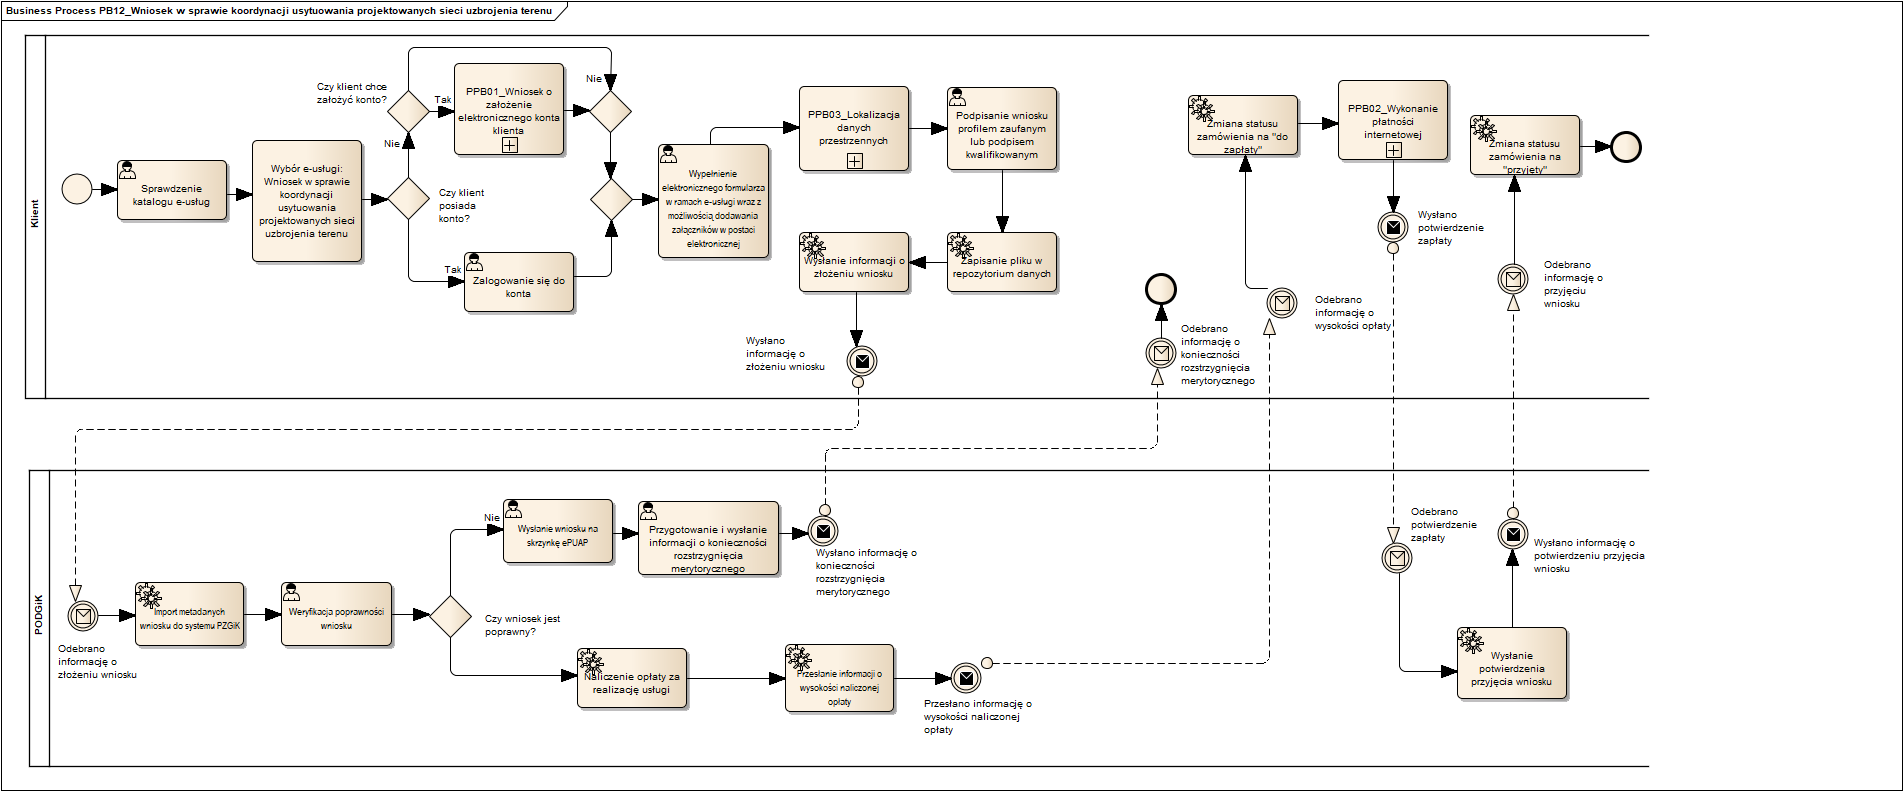 Business Process PB12_Wniosek w sprawie koordynacji usytuowania projektowanych sieci uzbrojenia terenu
Klient
Sprawdzenie
katalogu e-usług
Wybór e-usługi:
Wniosek w sprawie
koordynacji
usytuowania
projektowanych sieci
uzbrojenia terenu
Czy klient chce
założyć konto?
Tak
Nie
Czy klient
posiada
konto?
Tak
PPB01_Wniosek o
założenie
elektronicznego konta
klienta
Nie
Zalogowanie się do
konta
Wypełnienie
elektronicznego formularza
w ramach e-usługi wraz z
możliwością dodawania
załączników w postaci
elektronicznej
PPB03_Lokalizacja
danych
przestrzennych
Podpisanie wniosku
profilem zaufanym
lub podpisem
kwalifikowanym
Zapisanie pliku w
repozytorium danych
Wysłanie informacji o
złożeniu wniosku
Wysłano
informację o
złożeniu wniosku
Odebrano
informację o
konieczności
rozstrzygnięcia
merytorycznego
Odebrano
informację o
wysokości opłaty
Zmiana statusu
zamówienia na "do
zapłaty"
PPB02_Wykonanie
płatności
internetowej
Wysłano
potwierdzenie
zapłaty
Zmiana statusu
zamówienia na
"przyjęty"
Odebrano
informację o
przyjęciu
wniosku
PODGiK
Odebrano
informację o
złożeniu wniosku
Import metadanych
wniosku do systemu PZGiK
Weryfikacja poprawności
wniosku
Czy wniosek jest
poprawny?
Nie
Wysłanie wniosku na
skrzynkę ePUAP
Przygotowanie i wysłanie
informacji o konieczności
rozstrzygnięcia
merytorycznego
Wysłano informację o
konieczności
rozstrzygnięcia
merytorycznego
Naliczenie opłaty za
realizację usługi
Przesłanie informacji o
wysokości naliczonej
opłaty
Przesłano informację o
wysokości naliczonej
opłaty
Odebrano
potwierdzenie
zapłaty
Wysłano informację o
potwierdzeniu przyjęcia
wniosku
Wysłanie
potwierdzenia
przyjęcia wniosku